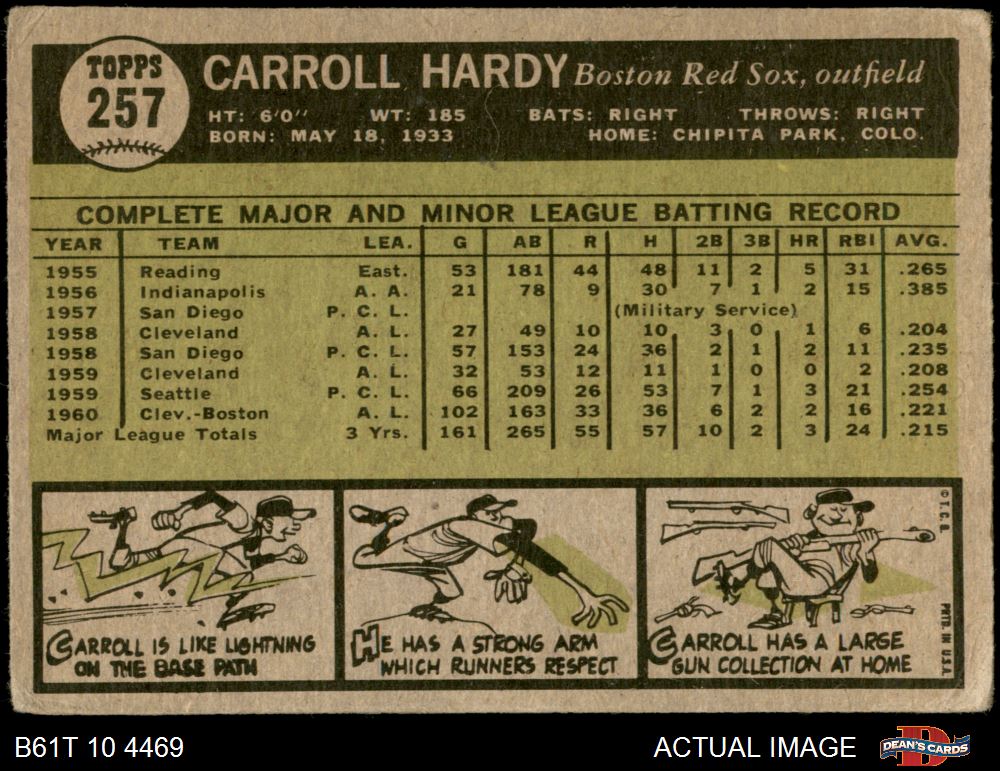 TOPPS
257
CARROLL HARDY Boston Red Sox, outfield
HT: 6'0" WT: 185 BATS: RIGHT THROWS: RIGHT
BORN: MAY 18, 1933 HOME: CHIPITA PARK, COLO.
COMPLETE MAJOR AND MINOR LEAGUE BATTING RECORD
YEAR TEAM LEA. G AB R H 2B 3B HR RBI AVG.
1955 Reading East. 53 181 44 48 11 2 5 31 .265
1956 Indianapolis A. A. 21 78 9 30 7 1 2 15 .385
1957 San Diego P. C. L. (Military Service)
1958 Cleveland A. L. 27 49 10 10 3 0 1 6 .204
1958 San Diego P. C. L. 57 153 24 36 2 1 2 11 .235
1959 Cleveland A. L. 32 53 12 11 1 0 0 2 .208
1959 Seattle P. C. L. 66 209 26 53 7 1 3 21 .254
1960 Clev.-Boston A. L. 102 163 33 36 6 2 2 16 .221
Major League Totals 3 Yrs. 161 265 55 57 10 2 3 24 .215
CARROLL IS LIKE LIGHTNING
ON THE BASE PATH
HE HAS A STRONG ARM
WHICH RUNNERS RESPECT
CARROLL HAS A LARGE
GUN COLLECTION AT HOME
© T. C. G.
PRTD. IN U.S.A.
B61T 10 4469
ACTUAL IMAGE
DEAN'S CARDS